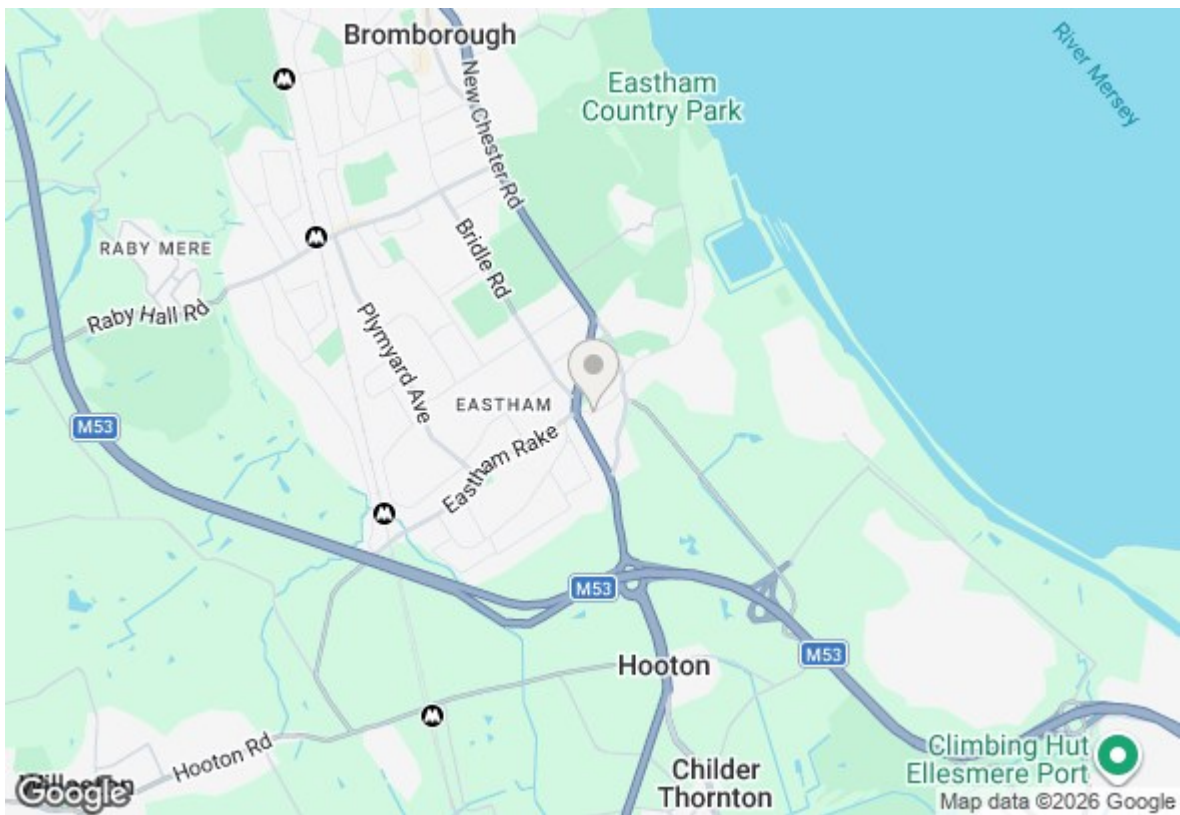 Bromborough
New Chester Rd
River Mersey
Eastham
Country Park
Bridle Rd
RABY MERE
Raby Hall Rd
Plymyard Ave
EASTHAM
Eastham Rake
M53
M53
Hooton
M53
Hooton Rd
Climbing Hut
Ellesmere Port
Childer
Thornton
Google
Map data ©2026 Google